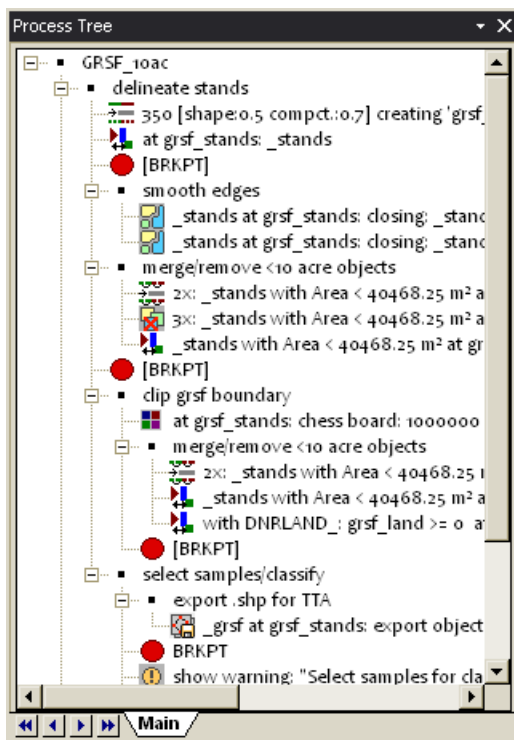 Process Tree
GRSF_10ac
delineate stands
350 [shape:0.5 compct.:0.7] creating 'grsf_
at grsf_stands: _stands
[BRKPT]
smooth edges
_stands at grsf_stands: closing: _stand
_stands at grsf_stands: closing: _stand
merge/remove <10 acre objects
2x: _stands with Area < 40468.25 m² a
3x: _stands with Area < 40468.25 m² a
_stands with Area < 40468.25 m² at gr
[BRKPT]
clip grsf boundary
at grsf_stands: chess board: 1000000
merge/remove <10 acre objects
2x: _stands with Area < 40468.25 
_stands with Area < 40468.25 m² a
with DNRLAND_: grsf_land >= 0 a
[BRKPT]
select samples/classify
export .shp for TTA
_grsf at grsf_stands: export object
BRKPT
show warning: "Select samples for cla
Main